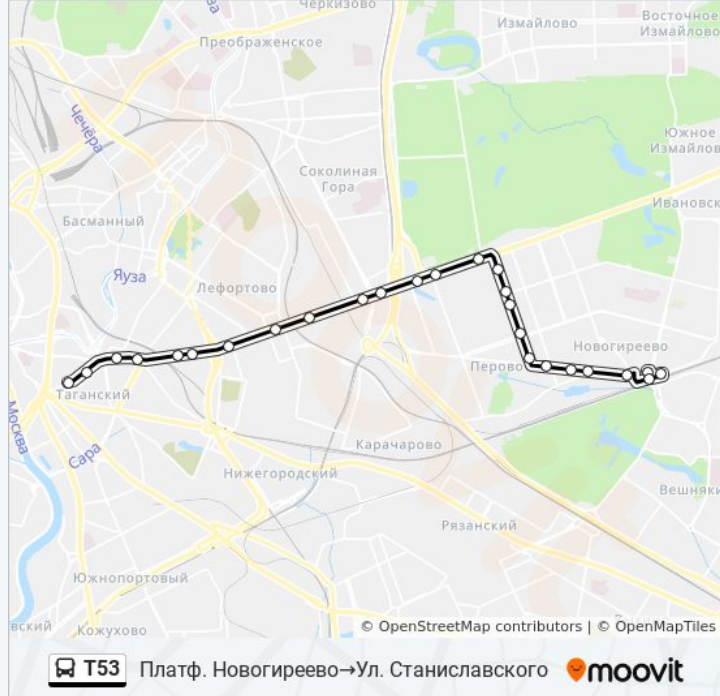 Черкизово
Измайлово
Восточное
Измайлово
Преображенское
Чечёра
Южное
Измайлово
Соколиная
Гора
Ивановск
Басманный
Яуза
Лефортово
Новогиреево
Перово
Таганский
Москва
Сара
Карачарово
Нижегородский
Вешняки
Рязанский
Южнопортовый
вский
Кожухово
© OpenStreetMap contributors | © OpenMapTiles
T53 Платф. Новогиреево→Ул. Станиславского moovit